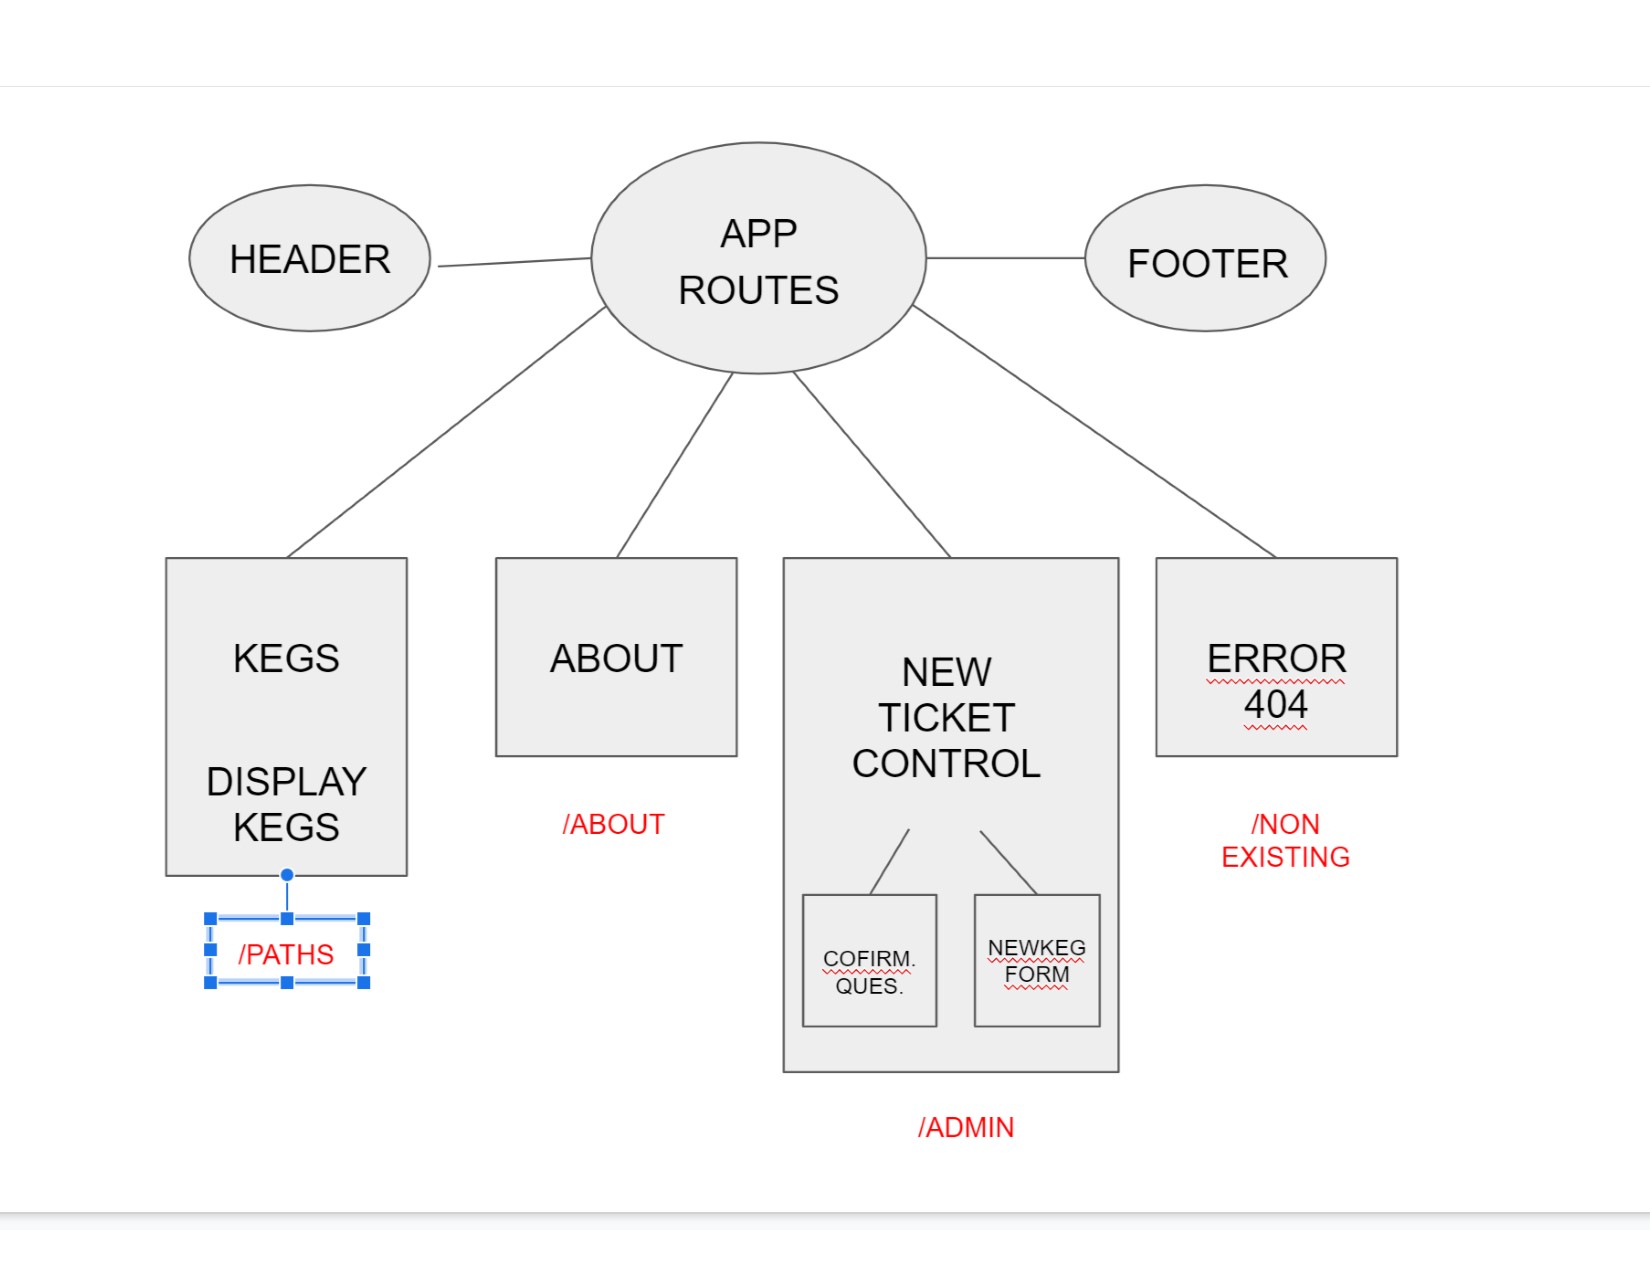 HEADER
APP
ROUTES
FOOTER
KEGS
DISPLAY
KEGS
/PATHS
ABOUT
/ABOUT
NEW
TICKET
CONTROL
COFIRM.
QUES.
NEWKEG
FORM
/ADMIN
ERROR
404
/NON
EXISTING